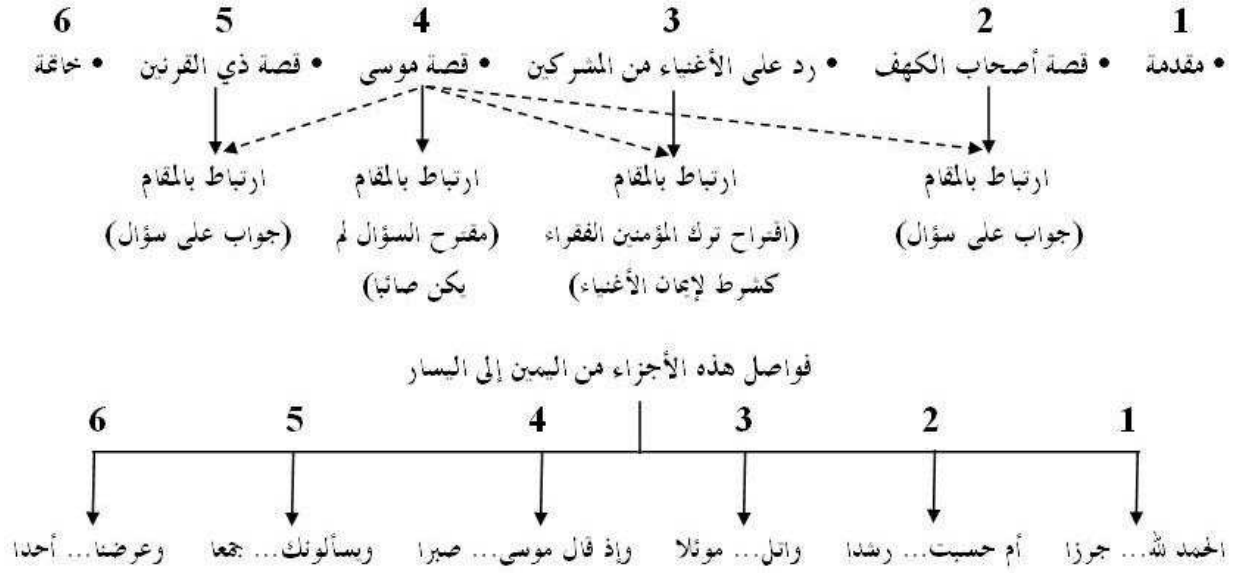 1 2 3 4 5 6
• مقدمة • قصة أصحاب الكهف • رد على الأغنياء من المشركين • قصة موسى • قصة ذي القرنين • خاتمة
ارتباط بالمقام ارتباط بالمقام ارتباط بالمقام ارتباط بالمقام
(جواب على سؤال) (اقتراح ترك المؤمنين الفقراء (مقترح السؤال لم (جواب على سؤال)
كشرط لإيمان الأغنياء) يكن صائبا)
فواصل هذه الأجزاء من اليمين إلى اليسار
1 2 3 4 5 6
الحمد لله... جرزا أم حسبت... رشدا واتل... موئلا وإذ قال موسى... صبرا ويسألونك... جمعا وعرضنا... أحدا